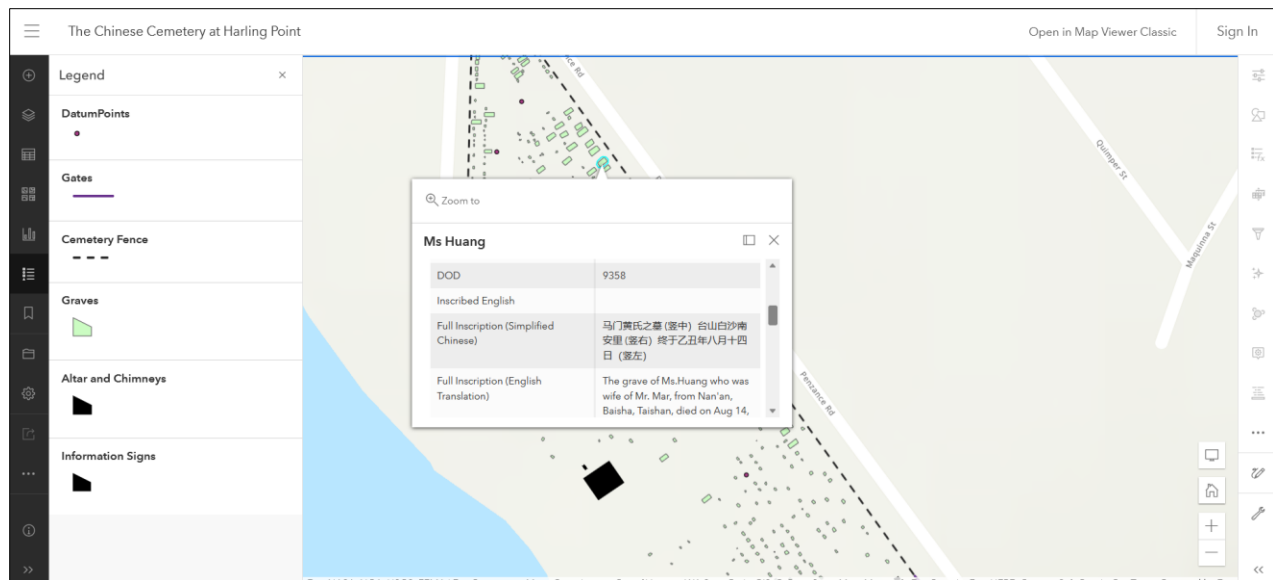 The Chinese Cemetery at Harling Point
Open in Map Viewer Classic
Sign In
Legend
DatumPoints
Gates
Cemetery Fence
Graves
Altar and Chimneys
Information Signs
Quimper St
Maquinna St
Zoom to
Ms Huang
DOD
9358
Inscribed English
Full Inscription (Simplified
Chinese)
马门黄氏之墓 (竖中) 台山白沙南
安里 (竖右) 终于乙丑年八月十四
日 (竖左)
Full Inscription (English
Translation)
The grave of Ms.Huang who was
wife of Mr. Mar, from Nan'an,
Baisha, Taishan, died on Aug 14,
Penzance Rd